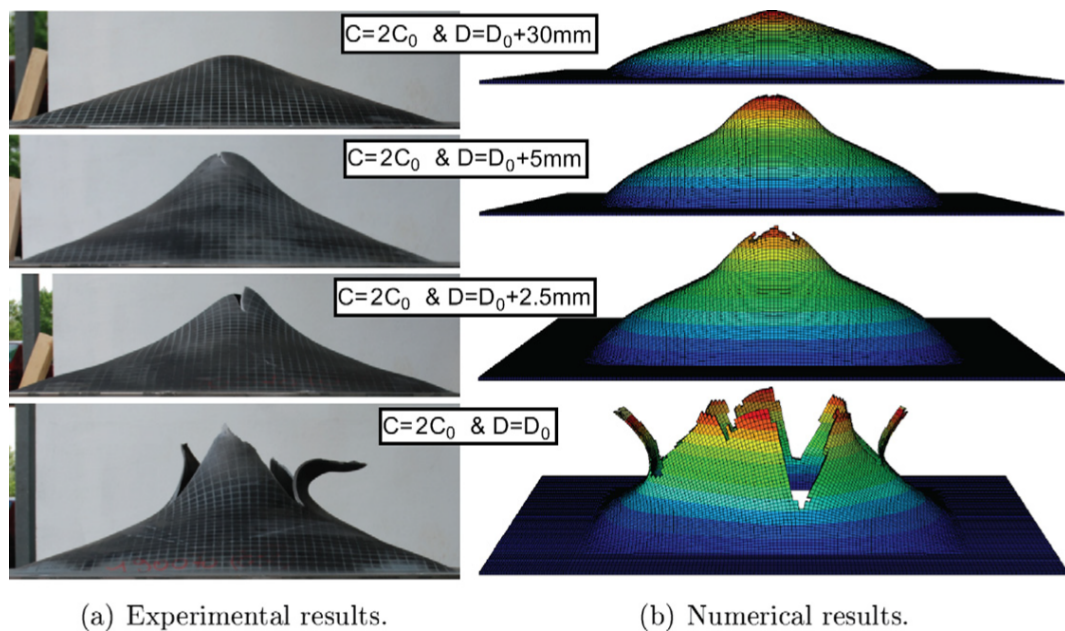 C=2C₀ & D=D₀+30mm
C=2C₀ & D=D₀+5mm
C=2C₀ & D=D₀+2.5mm
C=2C₀ & D=D₀
(a) Experimental results.
(b) Numerical results.